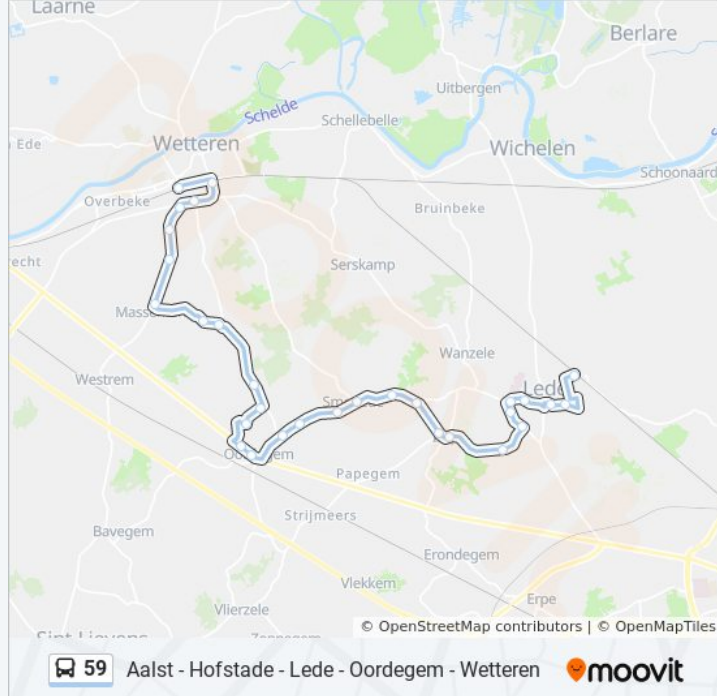 Laarne
Berlare
Uitbergen
Schelde
Schellebelle
Wetteren
Ede
Wichelen
Schoonaard
Overbeke
Bruinbeke
Serskamp
Wanzele
Westrem
Lede
Papegem
Strijmeers
Bavegem
Erondegem
Vlekkem
Erpe
Vlierzele
© OpenStreetMap contributors | © OpenMapTiles
59 Aalst - Hofstade - Lede - Oordegem - Wetteren moovit